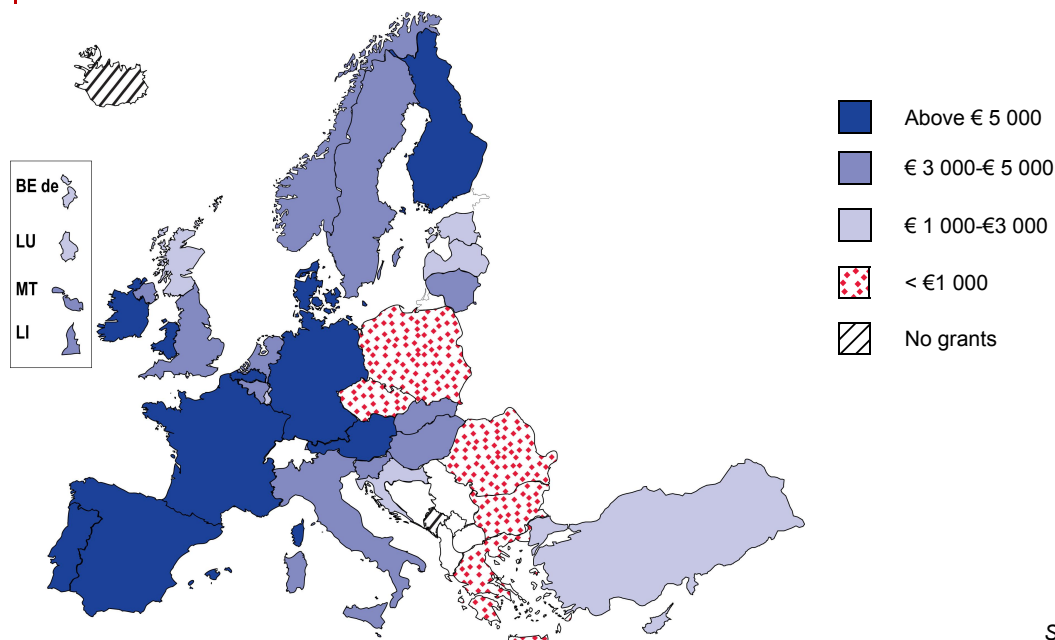 Above € 5 000
€ 3 000-€ 5 000
€ 1 000-€3 000
< €1 000
No grants
BE de
LU
MT
LI
S